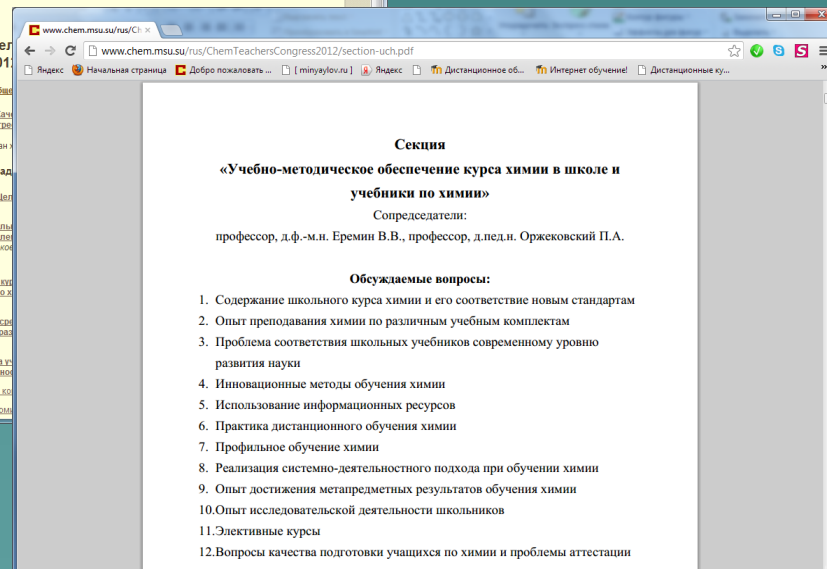 www.chem.msu.su/rus/Ch
www.chem.msu.su/rus/ChemTeachersCongress2012/section-uch.pdf
Яндекс Начальная страница Добро пожаловать ... [ minyaylov.ru ] Яндекс Дистанционное об... Интернет обучение! Дистанционные ку... »
Секция
«Учебно-методическое обеспечение курса химии в школе и
учебники по химии»
Сопредседатели:
профессор, д.ф.-м.н. Еремин В.В., профессор, д.пед.н. Оржековский П.А.
Обсуждаемые вопросы:
1. Содержание школьного курса химии и его соответствие новым стандартам
2. Опыт преподавания химии по различным учебным комплектам
3. Проблема соответствия школьных учебников современному уровню
развития науки
4. Инновационные методы обучения химии
5. Использование информационных ресурсов
6. Практика дистанционного обучения химии
7. Профильное обучение химии
8. Реализация системно-деятельностного подхода при обучении химии
9. Опыт достижения метапредметных результатов обучения химии
10.Опыт исследовательской деятельности школьников
11.Элективные курсы
12.Вопросы качества подготовки учащихся по химии и проблемы аттестации